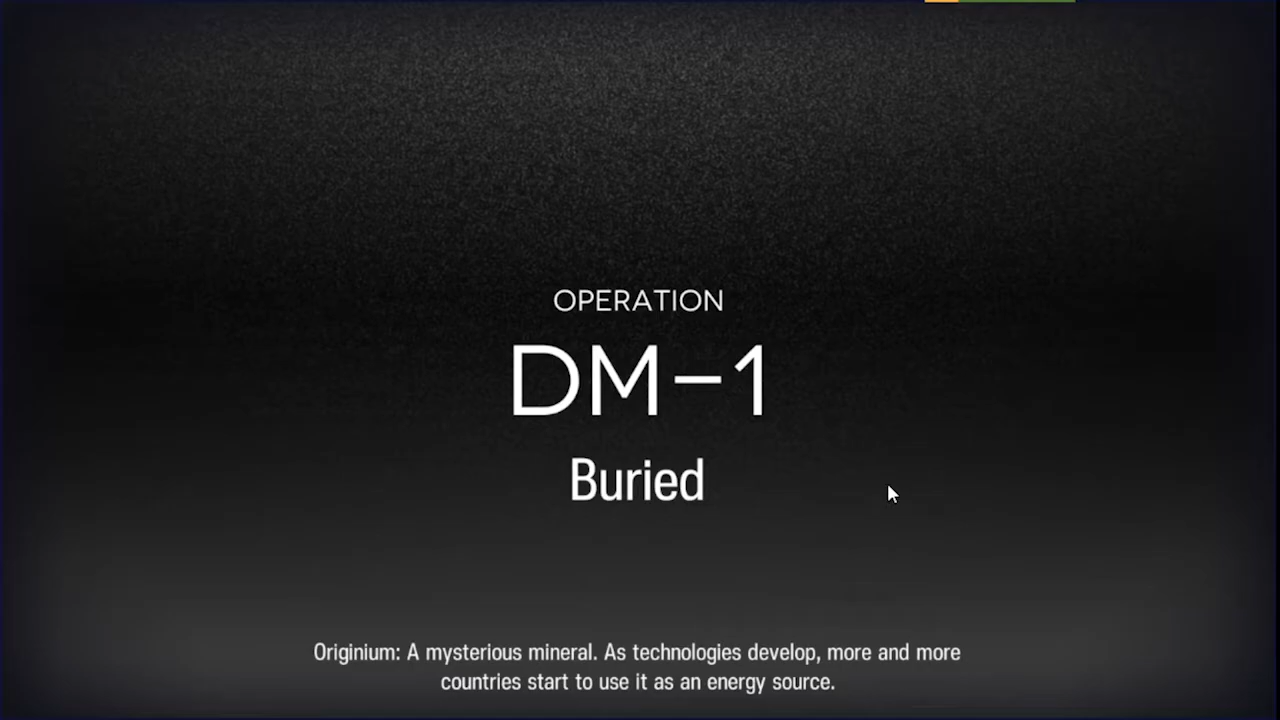 OPERATION
DM-1
Buried
Originium: A mysterious mineral. As technologies develop, more and more
countries start to use it as an energy source.